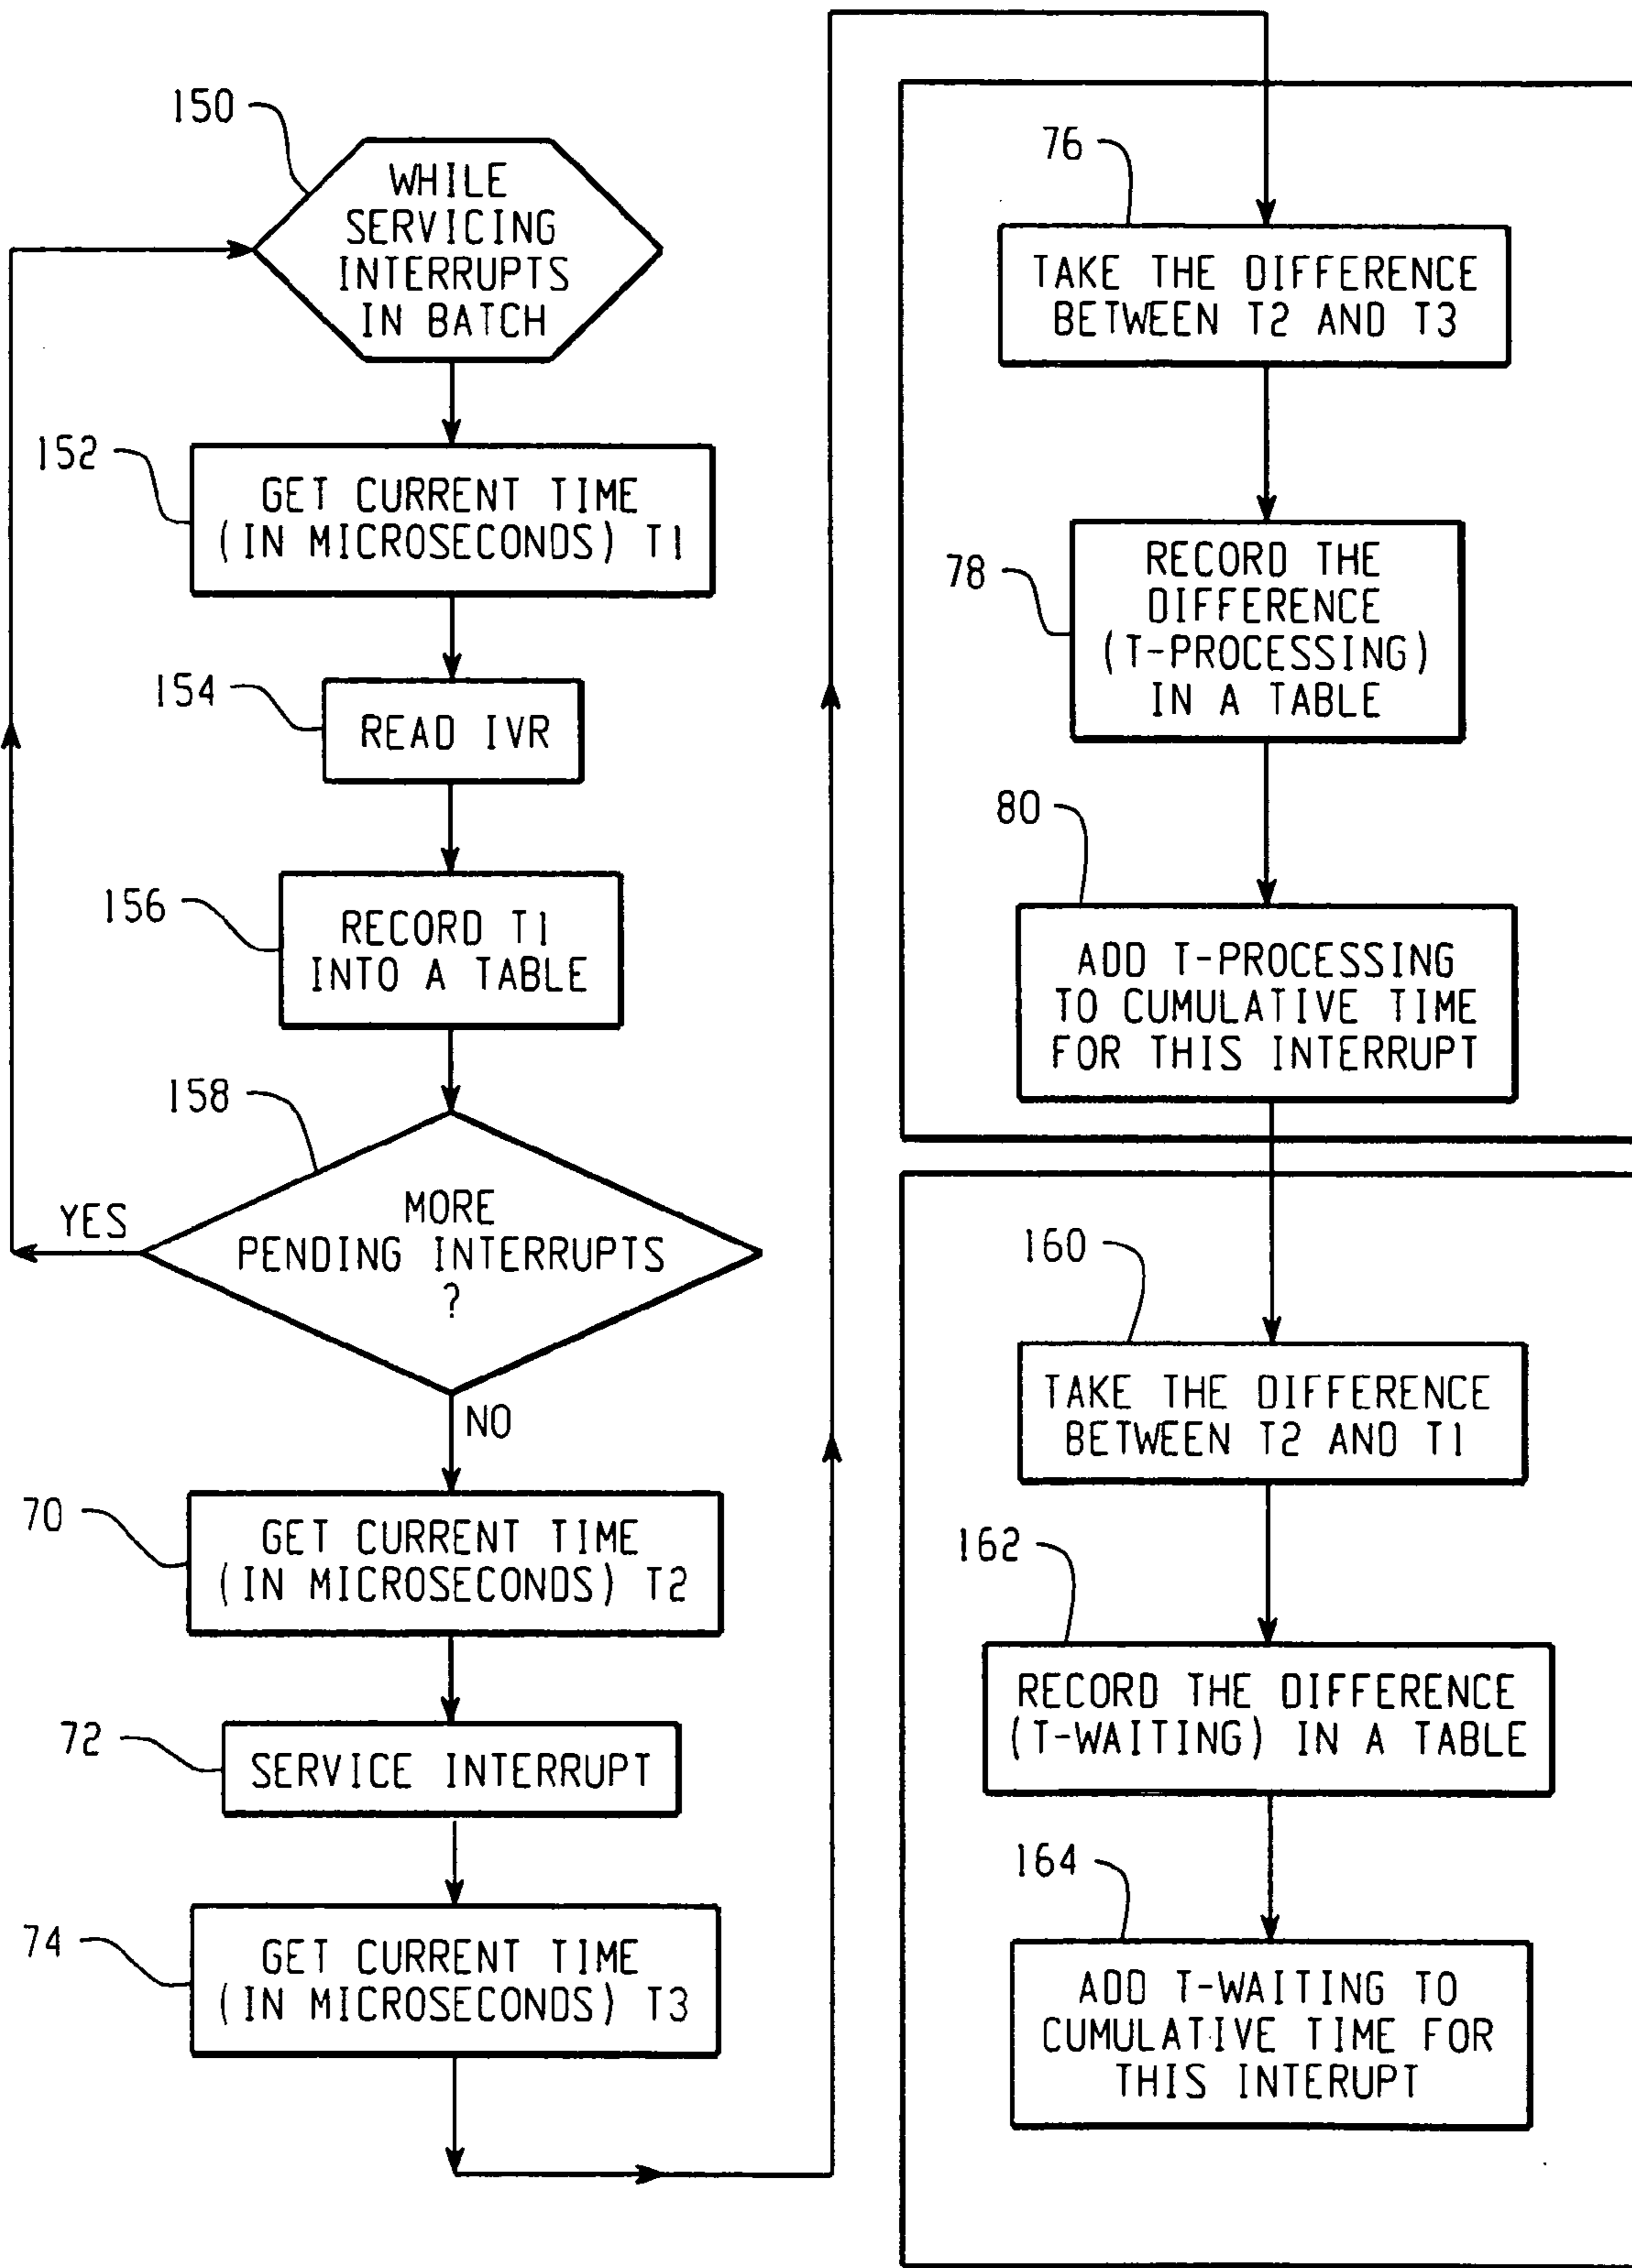 150
WHILE
SERVICING
INTERRUPTS
IN BATCH
152
GET CURRENT TIME
(IN MICROSECONDS) T1
154
READ IVR
156
RECORD T1
INTO A TABLE
158
MORE
PENDING INTERRUPTS
?
YES
NO
70
GET CURRENT TIME
(IN MICROSECONDS) T2
72
SERVICE INTERRUPT
74
GET CURRENT TIME
(IN MICROSECONDS) T3
76
TAKE THE DIFFERENCE
BETWEEN T2 AND T3
78
RECORD THE
DIFFERENCE
(T-PROCESSING)
IN A TABLE
80
ADD T-PROCESSING
TO CUMULATIVE TIME
FOR THIS INTERRUPT
160
TAKE THE DIFFERENCE
BETWEEN T2 AND T1
162
RECORD THE DIFFERENCE
(T-WAITING) IN A TABLE
164
ADD T-WAITING TO
CUMULATIVE TIME FOR
THIS INTERUPT